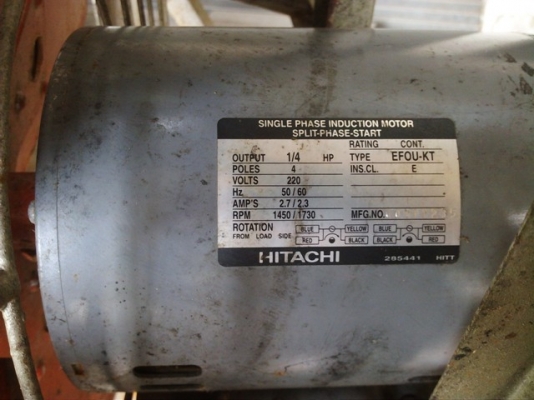 SINGLE PHASE INDUCTION MOTOR
SPLIT-PHASE-START
RATING CONT.
OUTPUT 1/4 HP TYPE EFOU-KT
POLES 4 INS.CL. E
VOLTS 220
Hz. 50/60
AMP'S 2.7/2.3
RPM 1450/1730 MFG.NO.
ROTATION BLUE YELLOW BLUE YELLOW
FROM LOAD SIDE RED BLACK BLACK RED
HITACHI 285441 HITT